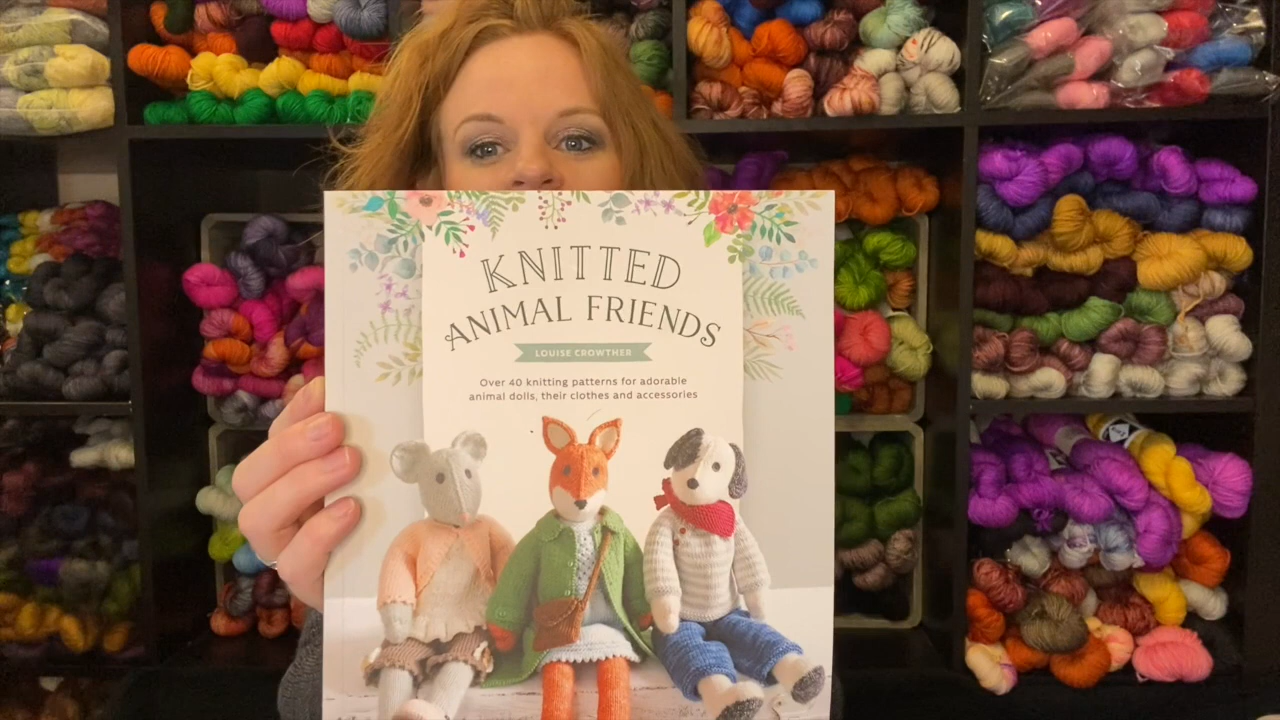 KNITTED
ANIMAL FRIENDS
LOUISE CROWTHER
Over 40 knitting patterns for adorable
animal dolls, their clothes and accessories